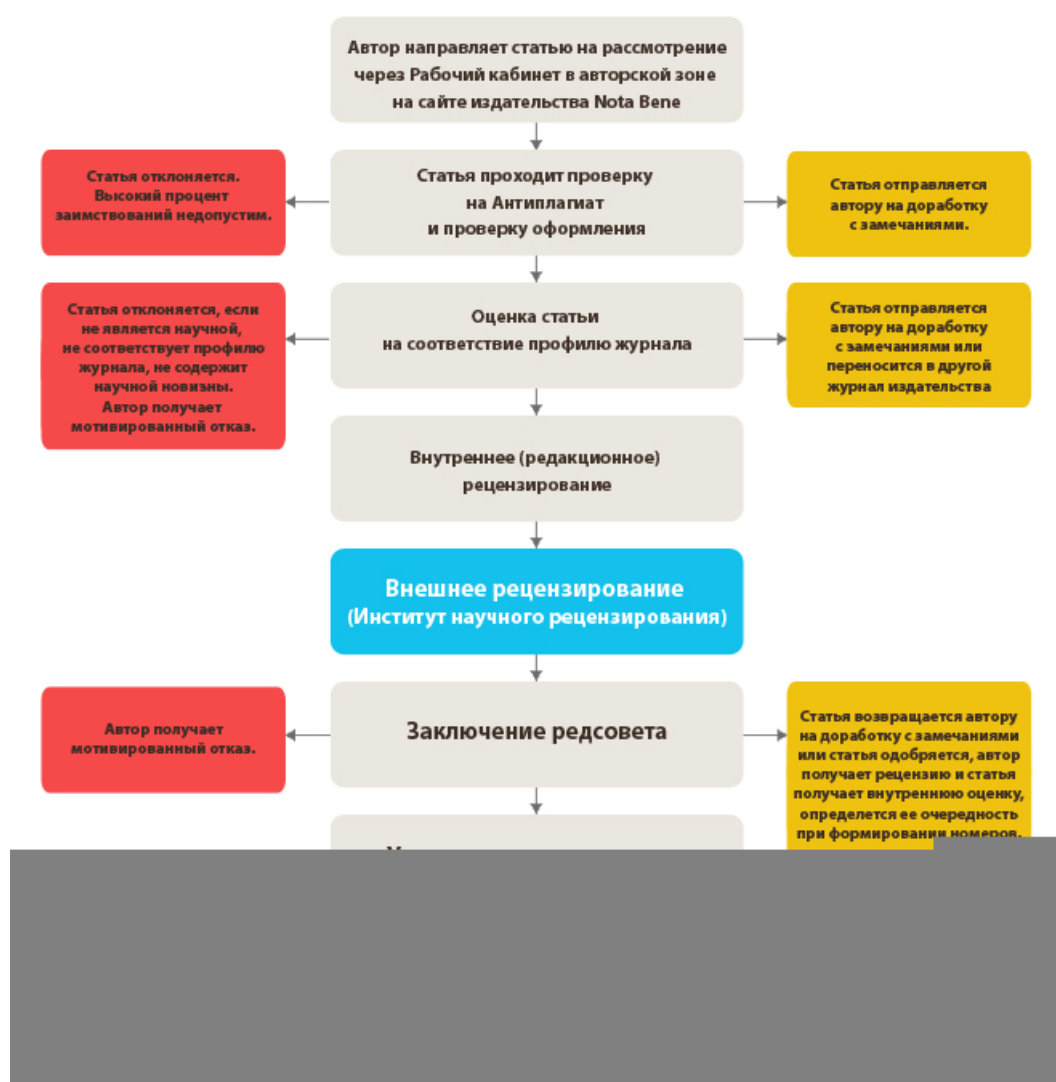 Автор направляет статью на рассмотрение
через Рабочий кабинет в авторской зоне
на сайте издательства Nota Bene
Статья отклоняется.
Высокий процент
заимствований недопустим.
Статья проходит проверку
на Антиплагиат
и проверку оформления
Статья отправляется
автору на доработку
с замечаниями.
Статья отклоняется, если
не является научной,
не соответствует профилю
журнала, не содержит
научной новизны.
Автор получает
мотивированный отказ.
Оценка статьи
на соответствие профилю журнала
Статья отправляется
автору на доработку
с замечаниями или
переносится в другой
журнал издательства
Внутреннее (редакционное)
рецензирование
Внешнее рецензирование
(Институт научного рецензирования)
Автор получает
мотивированный отказ.
Заключение редсовета
Статья возвращается автору
на доработку с замечаниями
или статья одобряется, автор
получает рецензию и статья
получает внутреннюю оценку,
определется ее очередность
при формировании номеров.